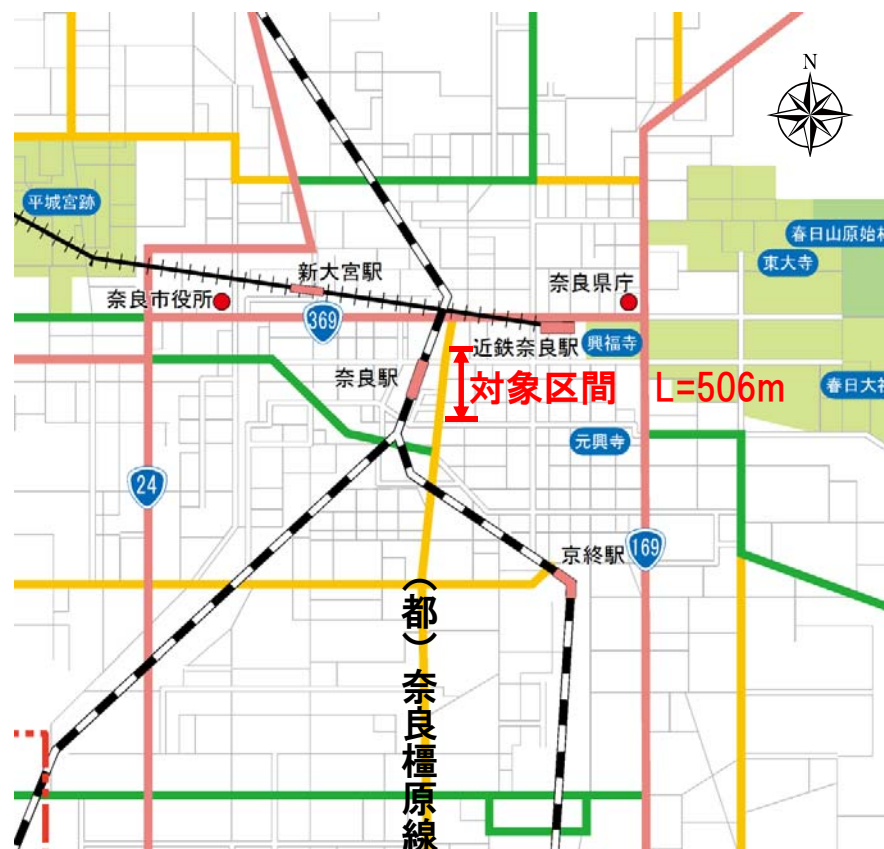 N
平城宮跡
春日山原始林
東大寺
新大宮駅
奈良県庁
奈良市役所
369
近鉄奈良駅
興福寺
奈良駅
対象区間 L=506m
春日大社
元興寺
24
169
京終駅
（都）奈良橿原線